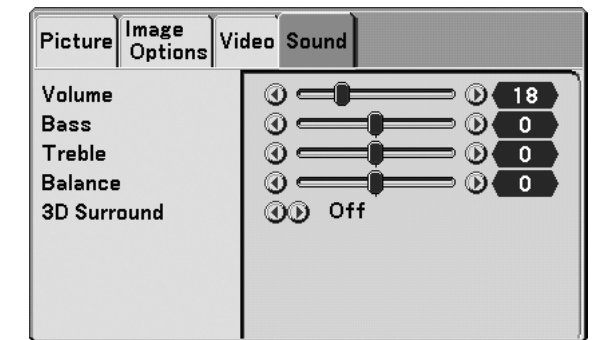 Picture
Image
Options
Video
Sound
Volume 18
Bass 0
Treble 0
Balance 0
3D Surround Off